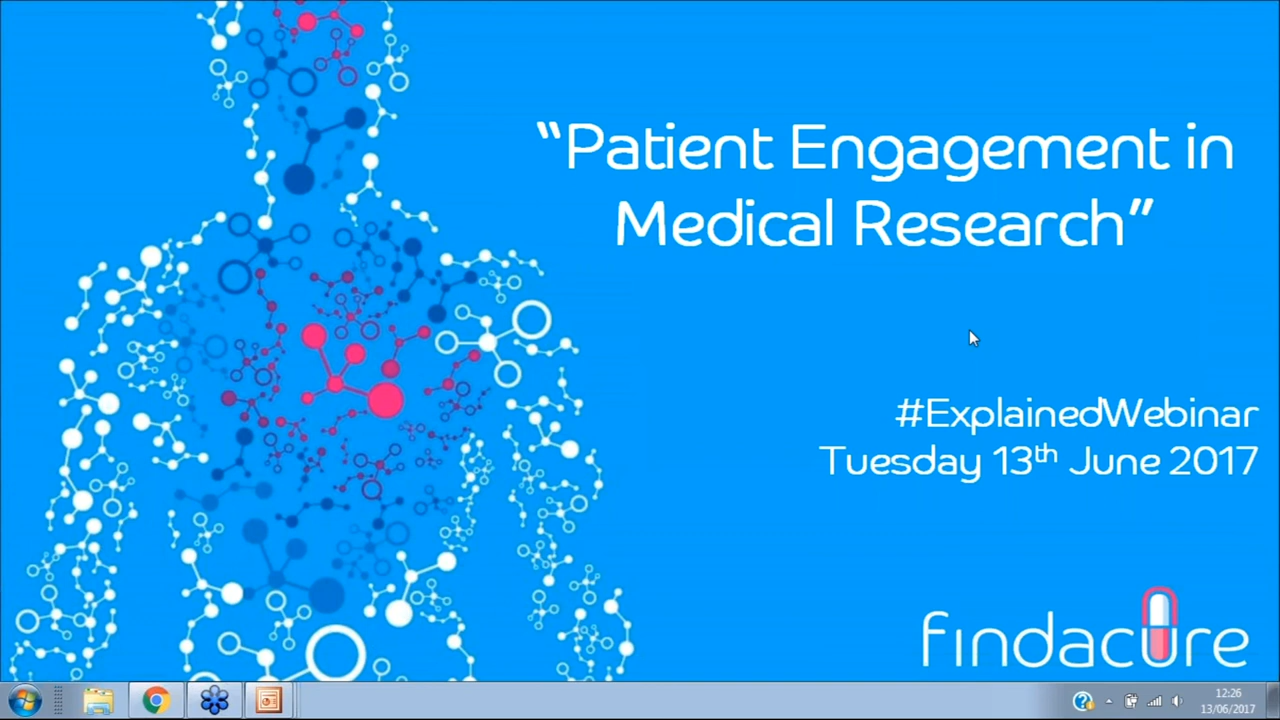 “Patient Engagement in
Medical Research”
#ExplainedWebinar
Tuesday 13th June 2017
findacure
12:26
13/06/2017